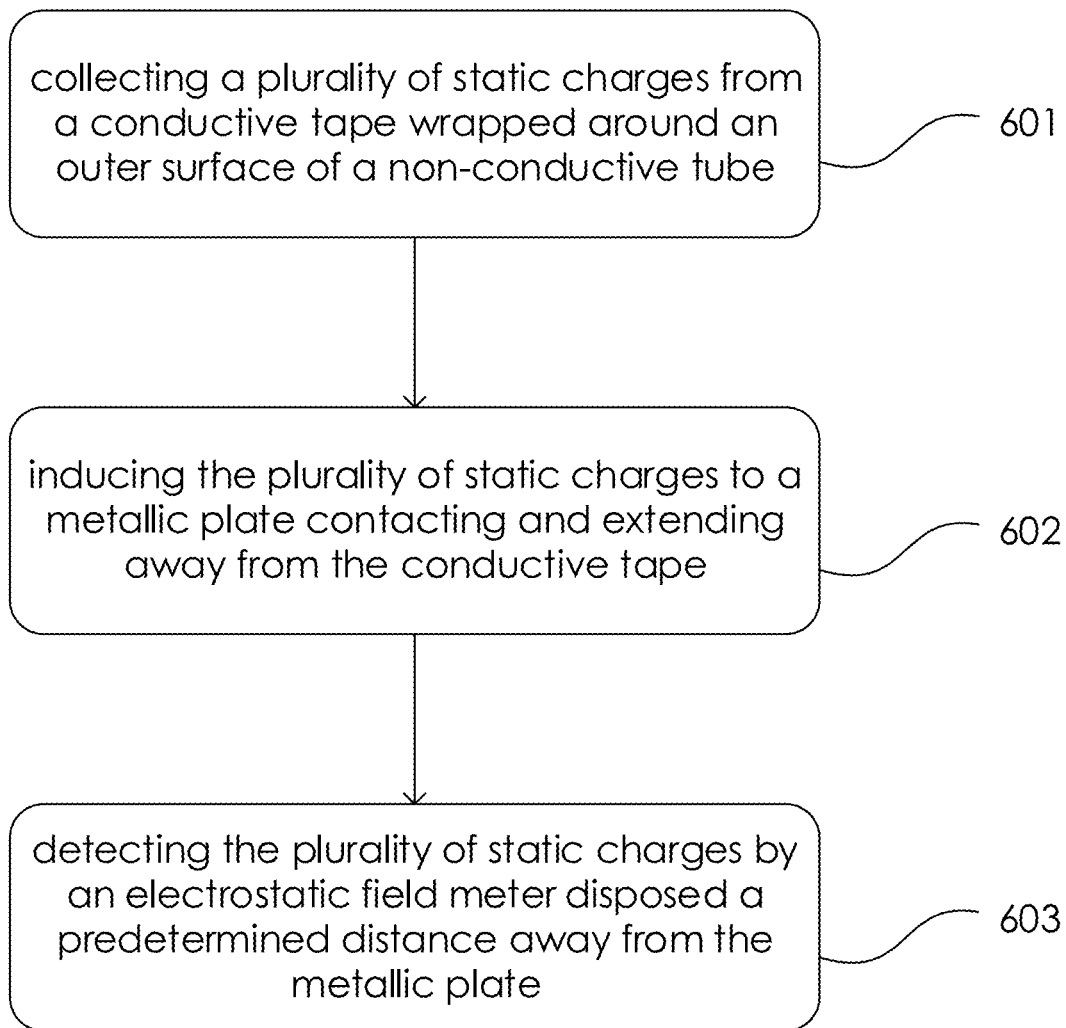 collecting a plurality of static charges from
a conductive tape wrapped around an
outer surface of a non-conductive tube
601
inducing the plurality of static charges to a
metallic plate contacting and extending
away from the conductive tape
602
detecting the plurality of static charges by
an electrostatic field meter disposed a
predetermined distance away from the
metallic plate
603